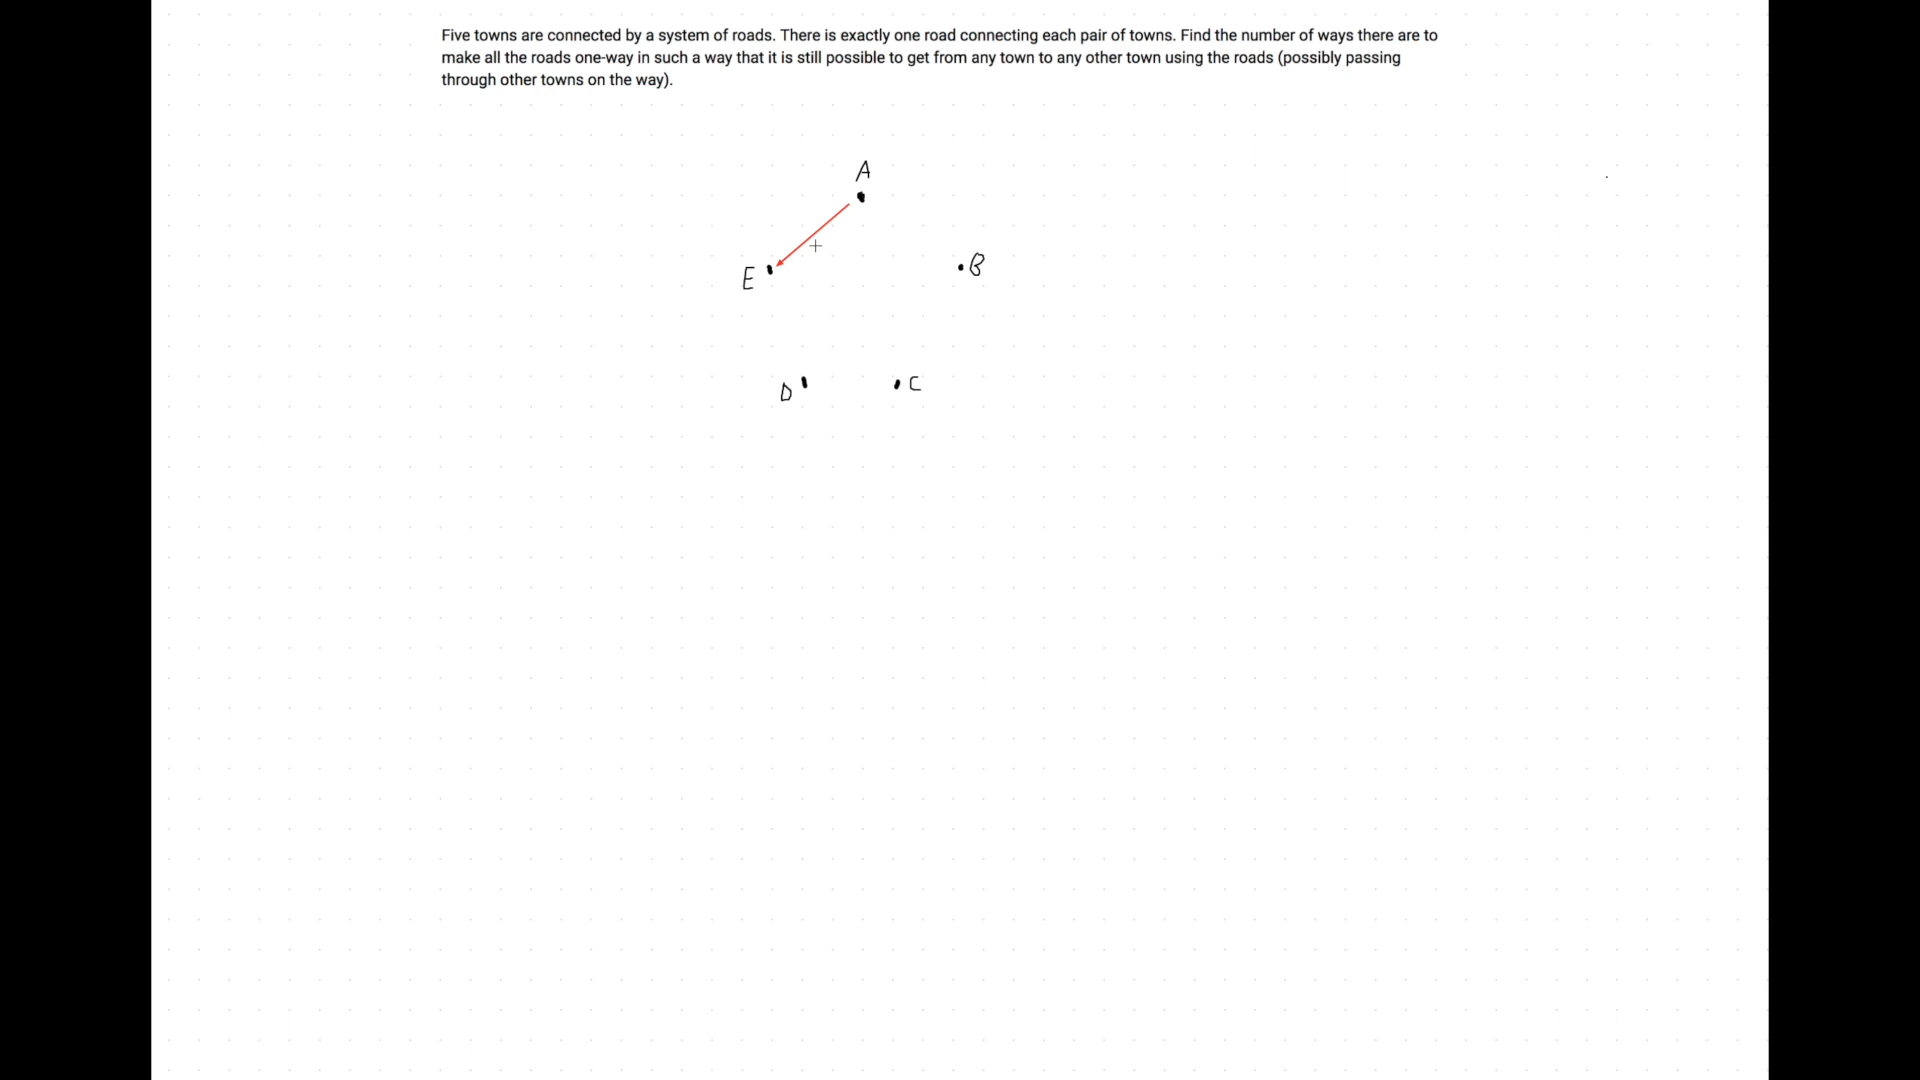 Five towns are connected by a system of roads. There is exactly one road connecting each pair of towns. Find the number of ways there are to
make all the roads one-way in such a way that it is still possible to get from any town to any other town using the roads (possibly passing
through other towns on the way).
A
B
E
D
C